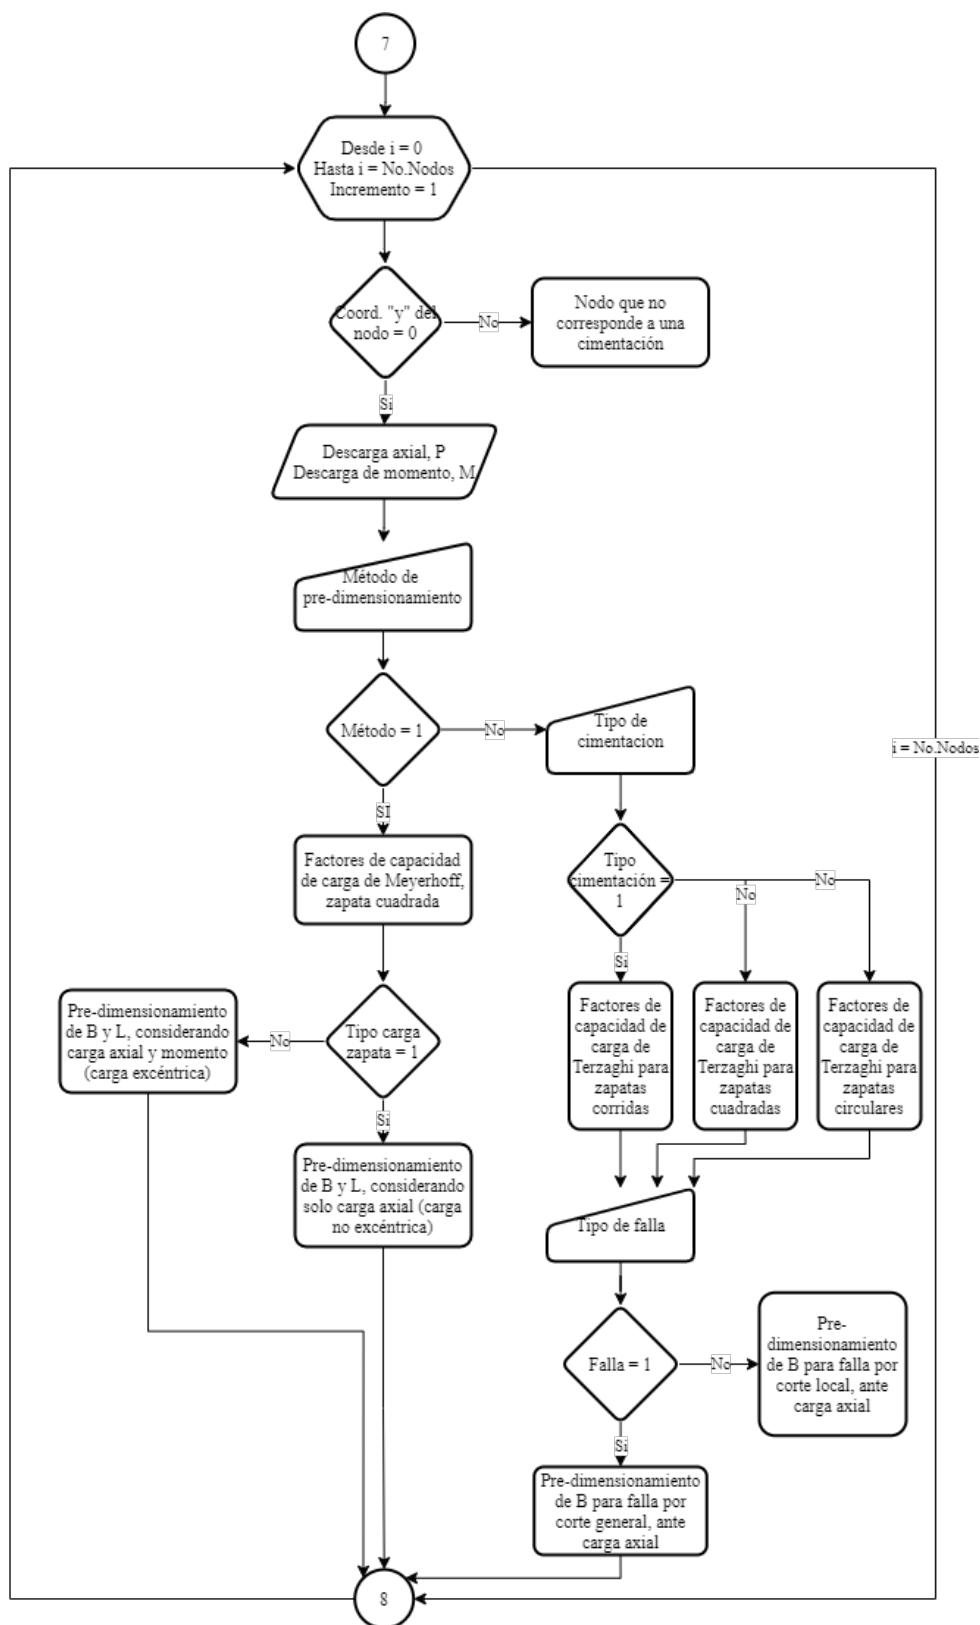 7
Desde i = 0
Hasta i = No.Nodos
Incremento = 1
Coord. "y" del
nodo = 0
No
Nodo que no
corresponde a una
cimentación
Si
Descarga axial, P
Descarga de momento, M
Método de
pre-dimensionamiento
Método = 1
No
Tipo de
cimentacion
i = No.Nodos
SI
Factores de capacidad
de carga de Meyerhoff,
zapata cuadrada
Tipo
cimentación =
1
No
No
Si
Factores de
capacidad de
carga de
Terzaghi para
zapatas
corridas
Factores de
capacidad de
carga de
Terzaghi para
zapatas
cuadradas
Factores de
capacidad de
carga de
Terzaghi para
zapatas
circulares
Tipo carga
zapata = 1
No
Pre-dimensionamiento
de B y L, considerando
carga axial y momento
(carga excéntrica)
Si
Pre-dimensionamiento
de B y L, considerando
solo carga axial (carga
no excéntrica)
Tipo de falla
Falla = 1
No
Pre-
dimensionamiento
de B para falla por
corte local, ante
carga axial
Si
Pre-dimensionamiento
de B para falla por
corte general, ante
carga axial
8